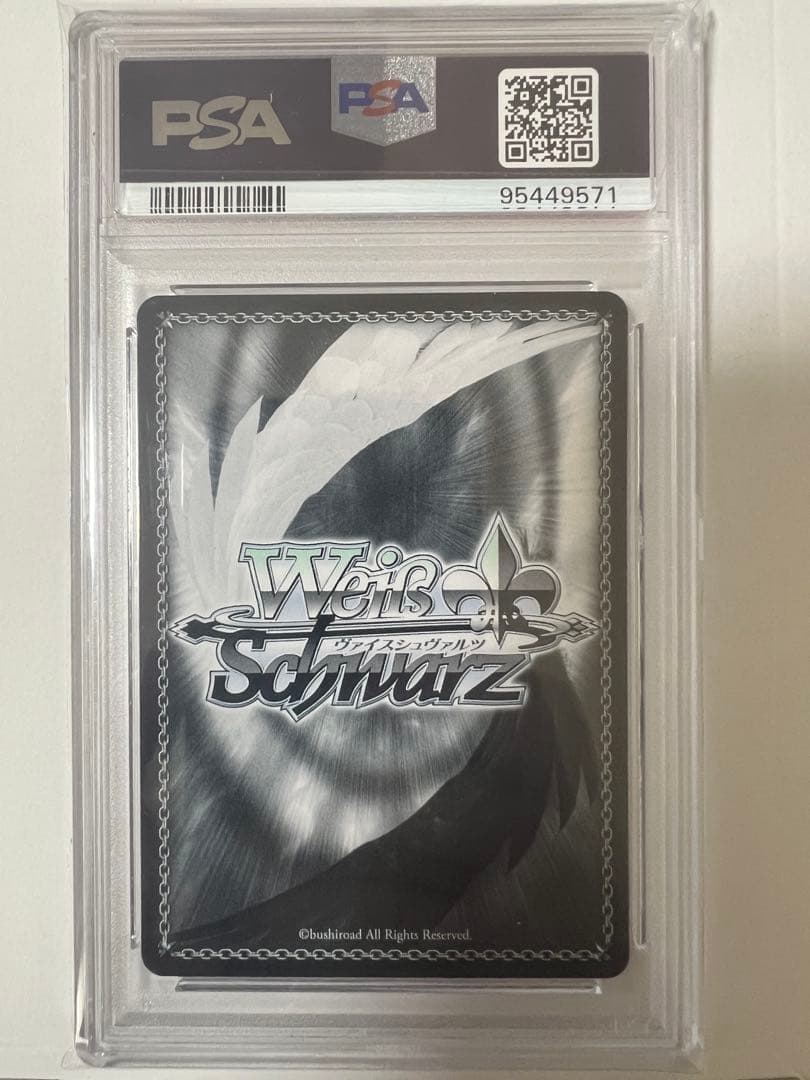 PSA
PSA
95449571
Weiß
ヴァイスシュヴァルツ
Schwarz
©bushiroad All Rights Reserved.